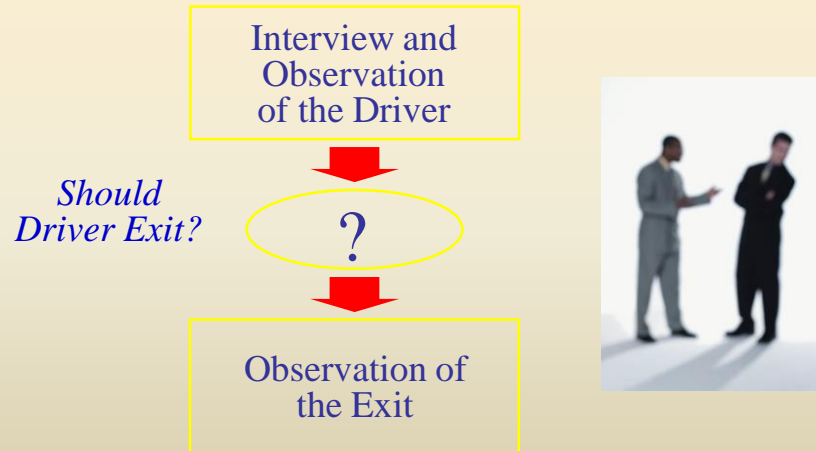 Interview and
Observation
of the Driver
Should
Driver Exit?
?
Observation of
the Exit